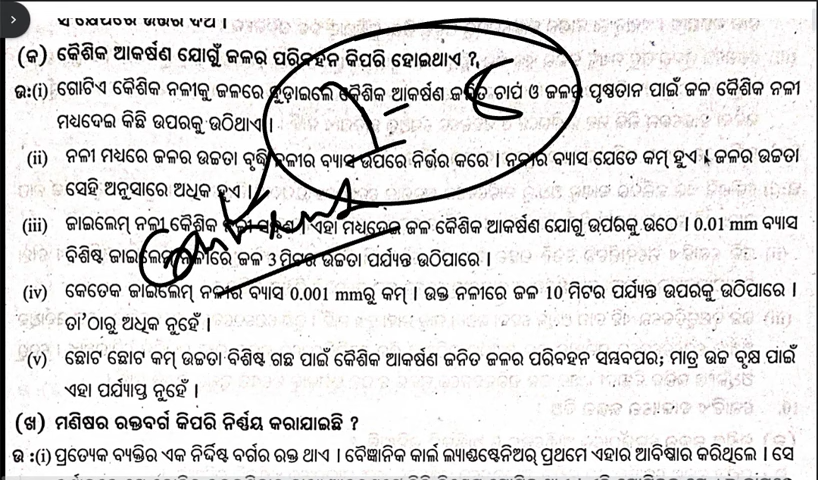 (କ) କୈଶିକ ଆକର୍ଷଣ ଯୋଗୁଁ ଜଳର ପରିବହନ କିପରି ହୋଇଥାଏ ?
ଉ:(i) ଗୋଟିଏ କୈଶିକ ନଳୀକୁ ଜଳରେ ବୁଡ଼ାଇଲେ କୈଶିକ ଆକର୍ଷଣ ଜନିତ ଚାପ ଓ ଜଳର ପୃଷ୍ଠତାନ ପାଇଁ ଜଳ କୈଶିକ ନଳୀ
ମଧ୍ୟଦେଇ କିଛି ଉପରକୁ ଉଠିଥାଏ ।
(ii) ନଳୀ ମଧ୍ୟରେ ଜଳର ଉଚ୍ଚତା ବୃଦ୍ଧି ନଳୀର ବ୍ୟାସ ଉପରେ ନିର୍ଭର କରେ । ନଳୀର ବ୍ୟାସ ଯେତେ କମ୍ ହୁଏ । ଜଳର ଉଚ୍ଚତା
ସେହି ଅନୁସାରେ ଅଧିକ ହୁଏ ।
(iii) ଜାଇଲେମ୍ ନଳୀ କୈଶିକ ନଳୀ ସଦୃଶ । ଏହା ମଧ୍ୟଦେଇ ଜଳ କୈଶିକ ଆକର୍ଷଣ ଯୋଗୁ ଉପରକୁ ଉଠେ । 0.01 mm ବ୍ୟାସ
ବିଶିଷ୍ଟ ଜାଇଲେମ୍ ନଳୀରେ ଜଳ 3 ମିଟର ଉଚ୍ଚତା ପର୍ଯ୍ୟନ୍ତ ଉଠିପାରେ ।
(iv) କେତେକ ଜାଇଲେମ୍ ନଳୀର ବ୍ୟାସ 0.001 mmରୁ କମ୍ । ଉକ୍ତ ନଳୀରେ ଜଳ 10 ମିଟର ପର୍ଯ୍ୟନ୍ତ ଉପରକୁ ଉଠିପାରେ ।
ତା'ଠାରୁ ଅଧିକ ନୁହେଁ ।
(v) ଛୋଟ ଛୋଟ କମ୍ ଉଚ୍ଚତା ବିଶିଷ୍ଟ ଗଛ ପାଇଁ କୈଶିକ ଆକର୍ଷଣ ଜନିତ ଜଳର ପରିବହନ ସମ୍ଭବପର; ମାତ୍ର ଉଚ୍ଚ ବୃକ୍ଷ ପାଇଁ
ଏହା ପର୍ଯ୍ୟାପ୍ତ ନୁହେଁ ।
(ଖ) ମଣିଷର ରକ୍ତବର୍ଗ କିପରି ନିର୍ଣ୍ଣୟ କରାଯାଇଛି ?
ଉ :(i) ପ୍ରତ୍ୟେକ ବ୍ୟକ୍ତିର ଏକ ନିର୍ଦ୍ଦିଷ୍ଟ ବର୍ଗର ରକ୍ତ ଥାଏ । ବୈଜ୍ଞାନିକ କାର୍ଲ ଲ୍ୟାଣ୍ଡଷ୍ଟେନିଅର୍ ପ୍ରଥମେ ଏହାର ଆବିଷ୍କାର କରିଥିଲେ । ସେ